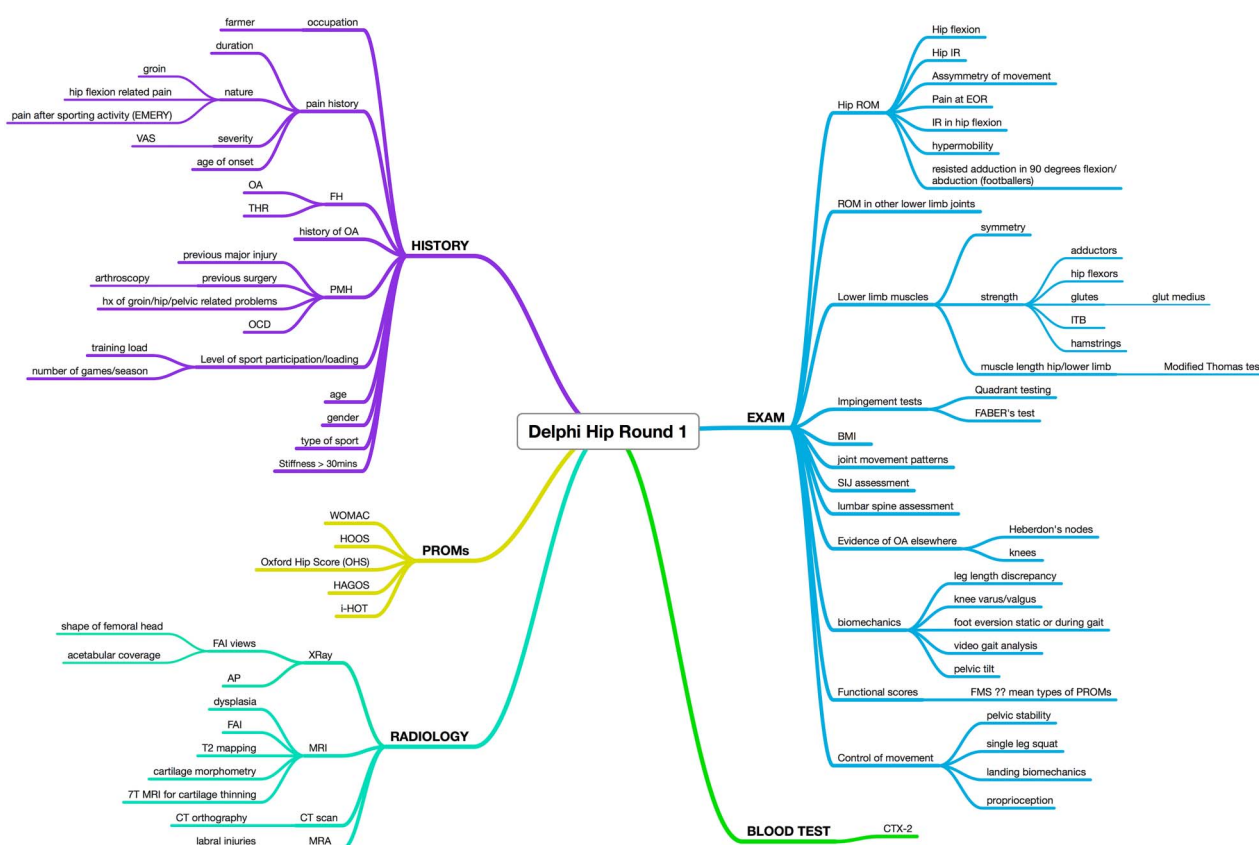 Delphi Hip Round 1
HISTORY
occupation
farmer
pain history
duration
nature
groin
hip flexion related pain
pain after sporting activity (EMERY)
severity
VAS
age of onset
FH
OA
THR
history of OA
PMH
previous major injury
previous surgery
arthroscopy
hx of groin/hip/pelvic related problems
OCD
Level of sport participation/loading
training load
number of games/season
age
gender
type of sport
Stiffness > 30mins
PROMs
WOMAC
HOOS
Oxford Hip Score (OHS)
HAGOS
i-HOT
RADIOLOGY
XRay
FAI views
shape of femoral head
acetabular coverage
AP
MRI
dysplasia
FAI
T2 mapping
cartilage morphometry
7T MRI for cartilage thinning
CT scan
CT orthography
MRA
labral injuries
EXAM
Hip ROM
Hip flexion
Hip IR
Assymetry of movement
Pain at EOR
IR in hip flexion
hypermobility
resisted adduction in 90 degrees flexion/
abduction (footballers)
ROM in other lower limb joints
Lower limb muscles
symmetry
strength
adductors
hip flexors
glutes
glut medius
ITB
hamstrings
muscle length hip/lower limb
Modified Thomas tes
Impingement tests
Quadrant testing
FABER's test
BMI
joint movement patterns
SIJ assessment
lumbar spine assessment
Evidence of OA elsewhere
Heberdon's nodes
knees
biomechanics
leg length discrepancy
knee varus/valgus
foot eversion static or during gait
video gait analysis
pelvic tilt
Functional scores
FMS ?? mean types of PROMs
Control of movement
pelvic stability
single leg squat
landing biomechanics
proprioception
BLOOD TEST
CTX-2